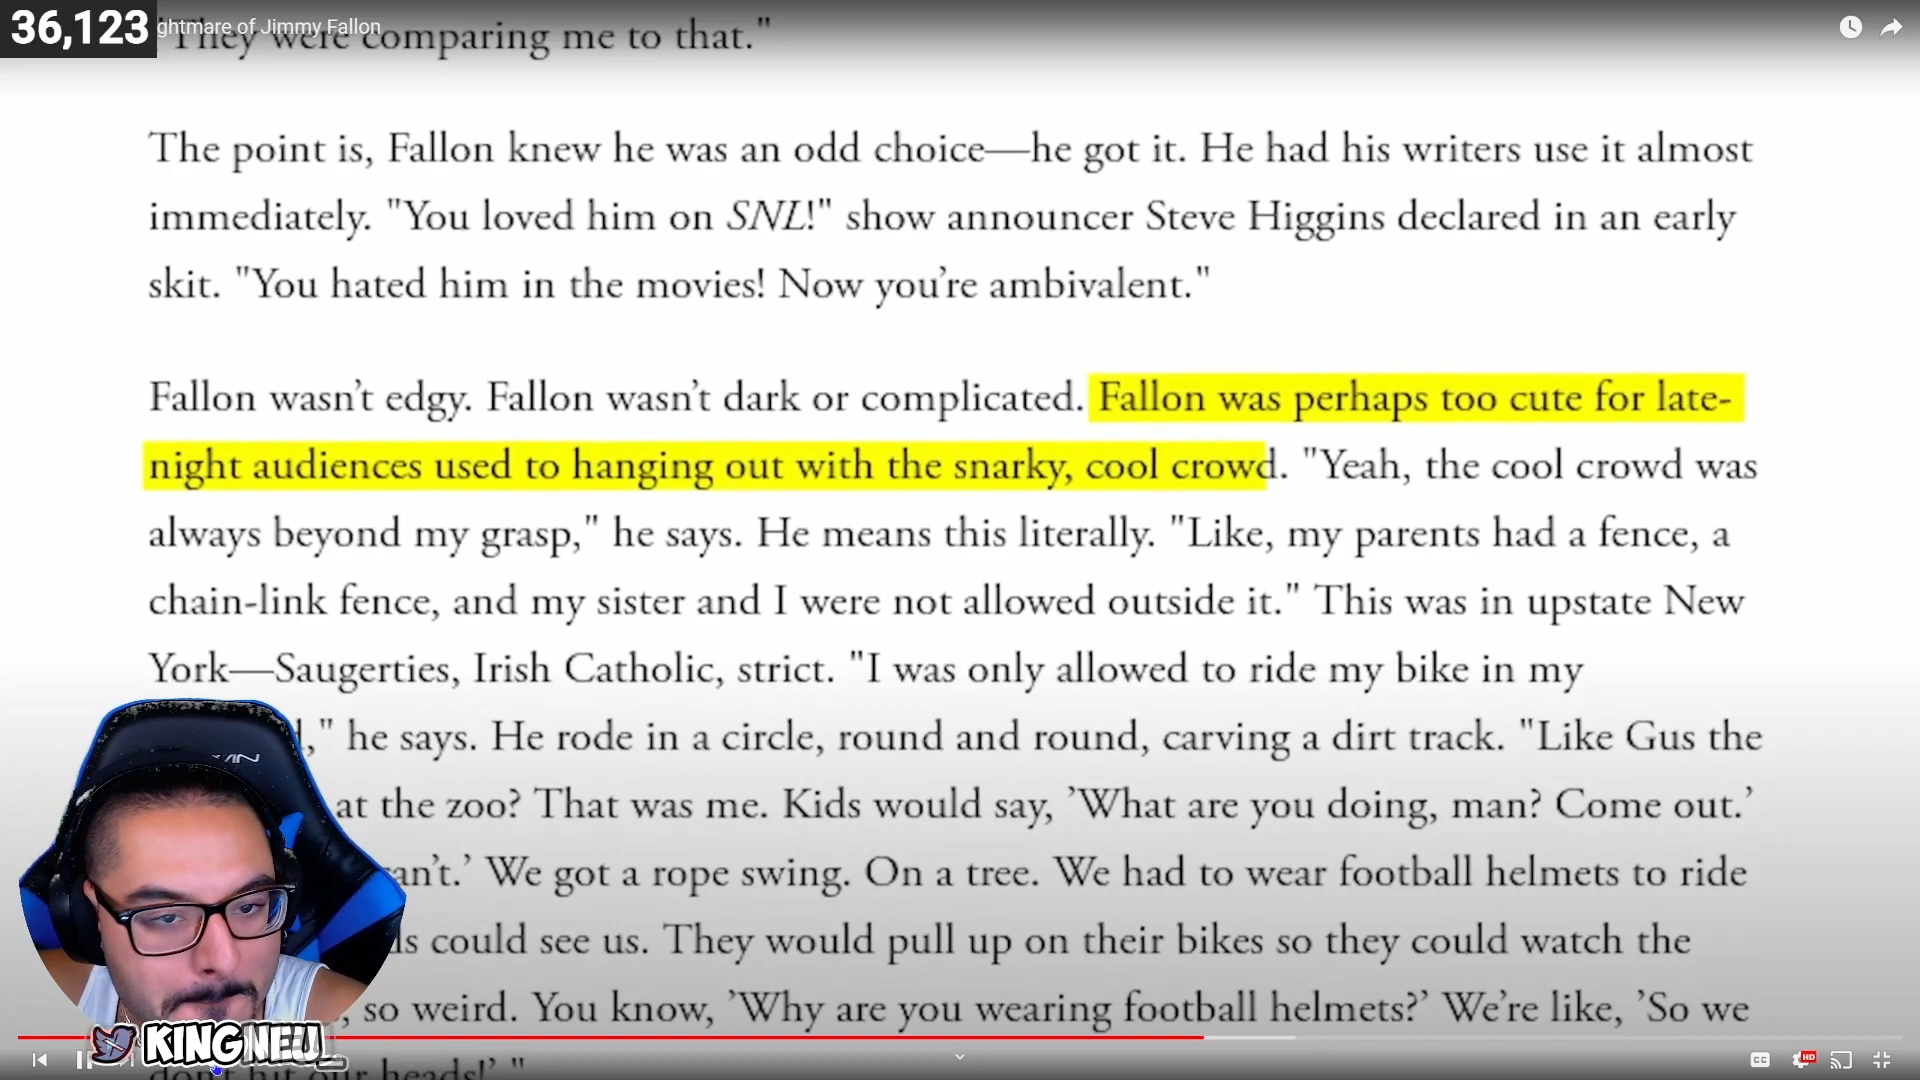 36,123
ghtmare of Jimmy Fallon
"They were comparing me to that."
The point is, Fallon knew he was an odd choice—he got it. He had his writers use it almost
immediately. "You loved him on SNL!" show announcer Steve Higgins declared in an early
skit. "You hated him in the movies! Now you’re ambivalent."
Fallon wasn’t edgy. Fallon wasn’t dark or complicated. Fallon was perhaps too cute for late-
night audiences used to hanging out with the snarky, cool crowd. "Yeah, the cool crowd was
always beyond my grasp," he says. He means this literally. "Like, my parents had a fence, a
chain-link fence, and my sister and I were not allowed outside it." This was in upstate New
York—Saugerties, Irish Catholic, strict. "I was only allowed to ride my bike in my
," he says. He rode in a circle, round and round, carving a dirt track. "Like Gus the
at the zoo? That was me. Kids would say, ’What are you doing, man? Come out.’
an’t.’ We got a rope swing. On a tree. We had to wear football helmets to ride
ls could see us. They would pull up on their bikes so they could watch the
, so weird. You know, ’Why are you wearing football helmets?’ We’re like, ’So we
don’t hit our heads!’ "
KINGNEU_
CC
HD